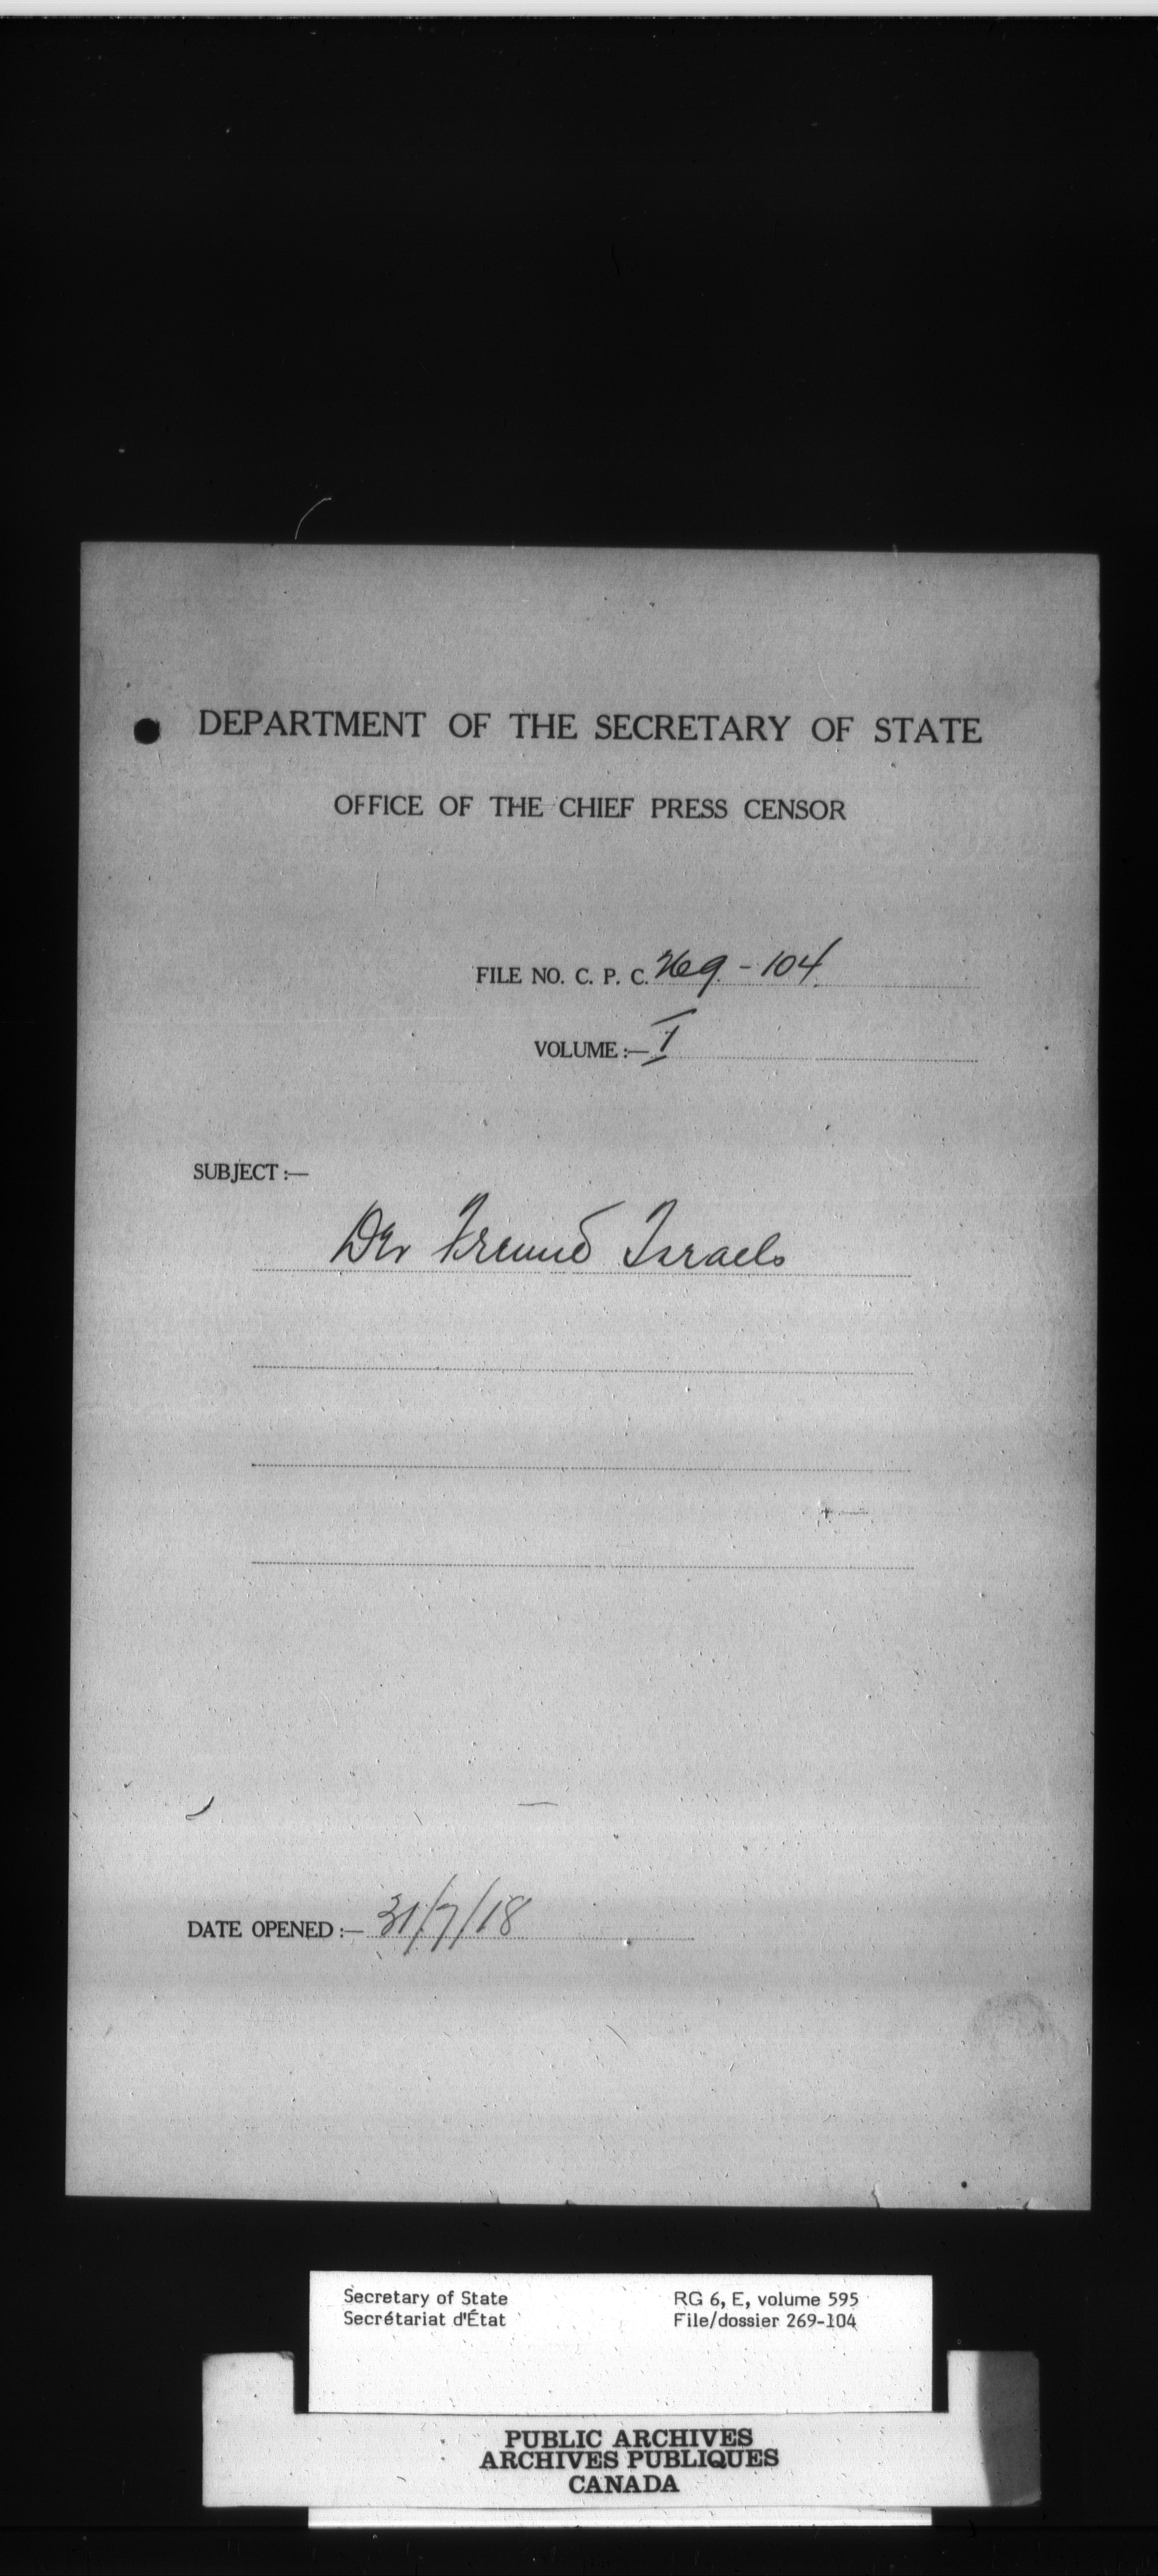 DEPARTMENT OF THE SECRETARY OF STATE
OFFICE OF THE CHIEF PRESS CENSOR
FILE NO. C. P. C. 269.-104.
VOLUME :— I
SUBJECT :—
Der Freund Israels
DATE OPENED :— 31/7/18
Secretary of State RG 6, E, volume 595
Secrétariat d'État File/dossier 269-104
PUBLIC ARCHIVES
ARCHIVES PUBLIQUES
CANADA